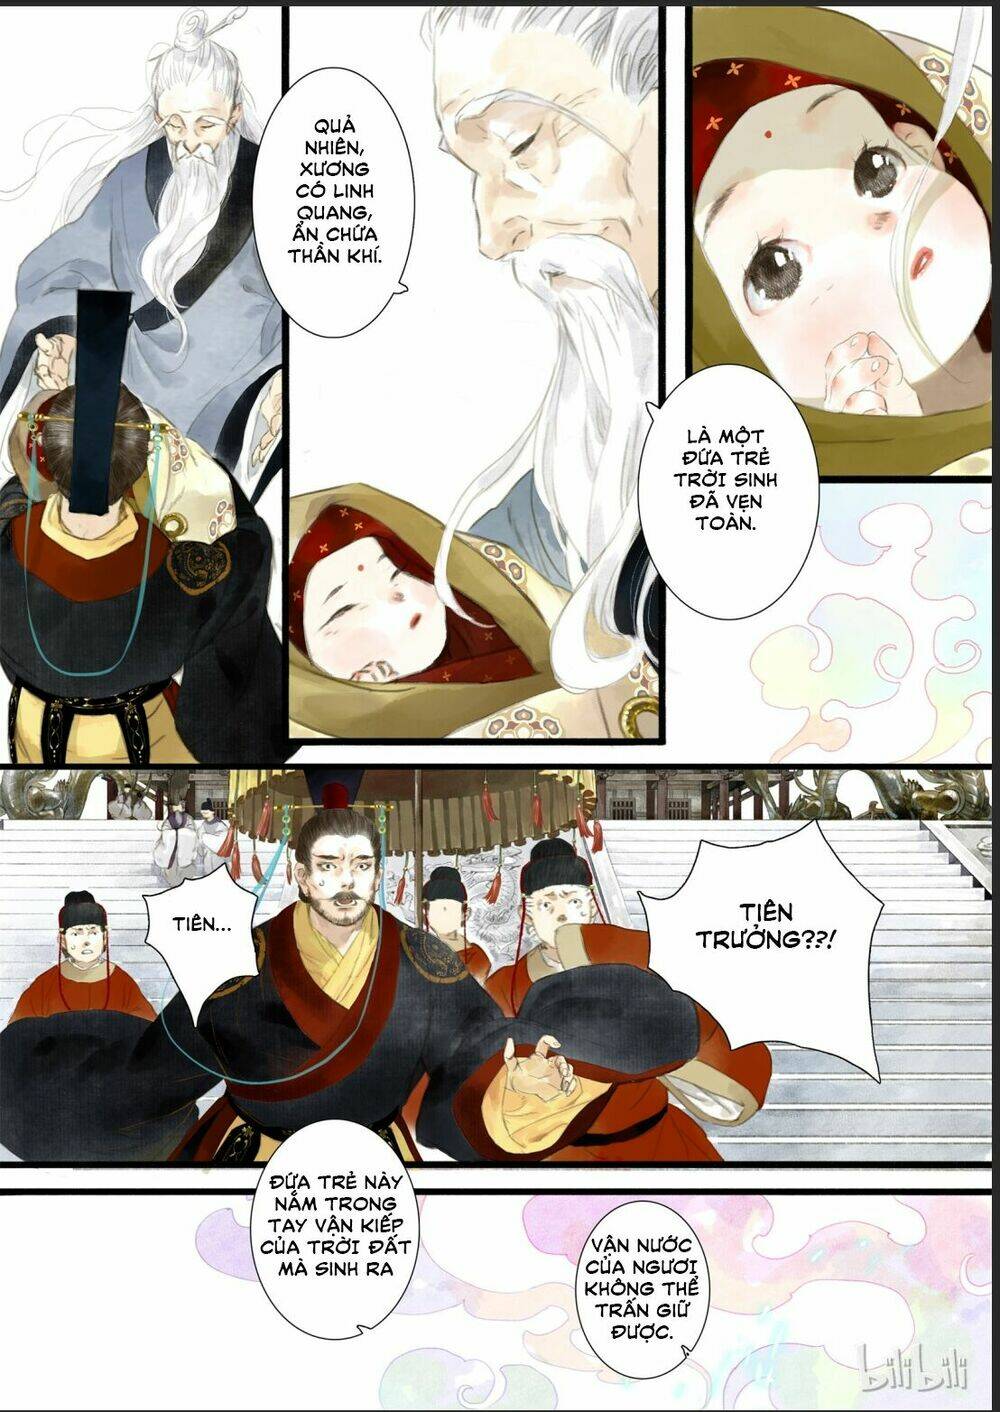 QUẢ
NHIÊN,
XƯƠNG
CÓ LINH
QUANG,
ẨN CHỨA
THẦN KHÍ.
LÀ MỘT
ĐỨA TRẺ
TRỜI SINH
ĐÃ VẸN
TOÀN.
TIÊN...
TIÊN
TRƯỞNG??!
ĐỨA TRẺ NÀY
NẮM TRONG
TAY VẬN KIẾP
CỦA TRỜI ĐẤT
MÀ SINH RA
VẬN NƯỚC
CỦA NGƯƠI
KHÔNG THỂ
TRẤN GIỮ
ĐƯỢC.
bilibili